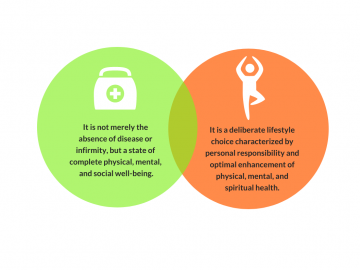 It is not merely the
absence of disease or
infirmity, but a state of
complete physical, mental,
and social well-being.
It is a deliberate lifestyle
choice characterized by
personal responsibility and
optimal enhancement of
physical, mental, and
spiritual health.